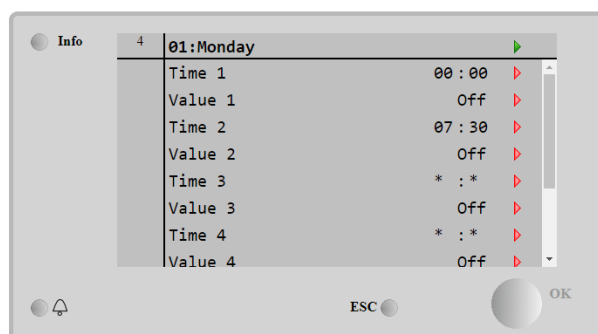 Info
4 01:Monday
Time 1 00:00
Value 1 Off
Time 2 07:30
Value 2 Off
Time 3 * :*
Value 3 Off
Time 4 * :*
Value 4 Off
ESC OK